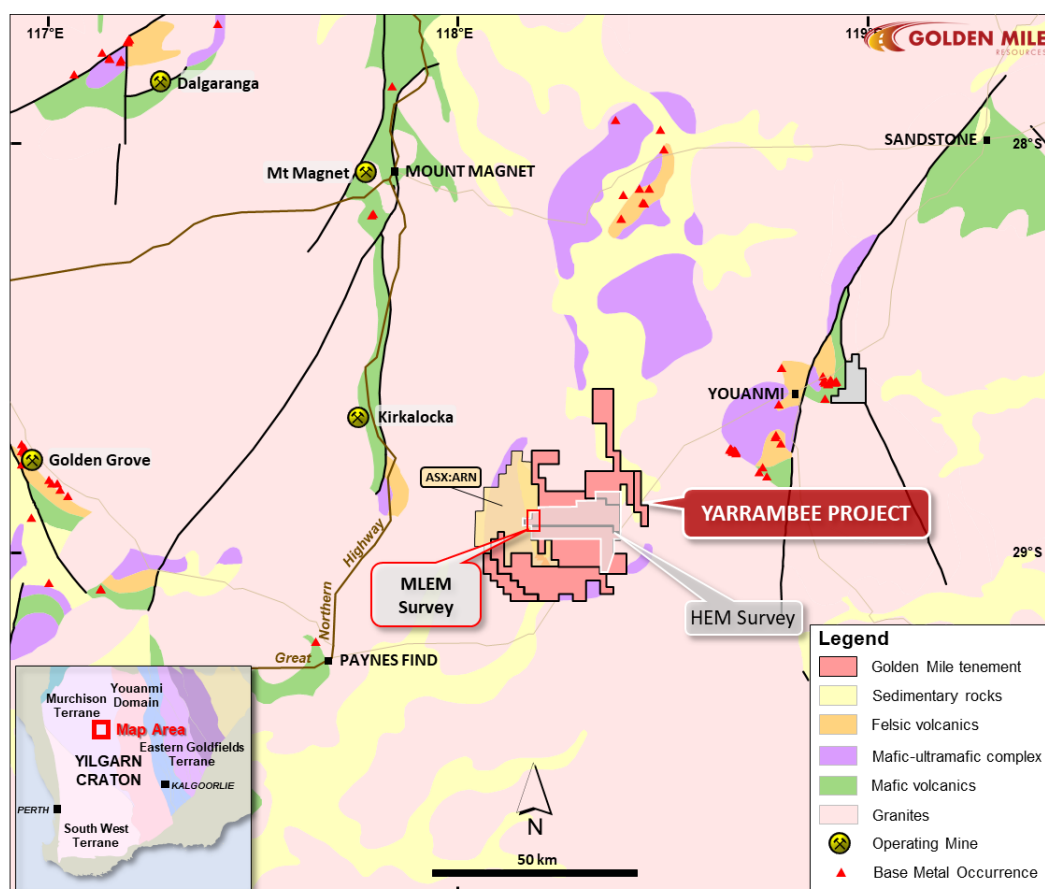 117°E
118°E
119°E
GOLDEN MILE
RESOURCES
Dalgaranga
SANDSTONE
28°S
Mt Magnet
MOUNT MAGNET
YOUANMI
Kirkalocka
Golden Grove
ASX:ARN
YARRAMBEE PROJECT
Highway
29°S
MLEM
Survey
HEM Survey
Northern
Great
PAYNES FIND
Legend
Golden Mile tenement
Sedimentary rocks
Felsic volcanics
Mafic-ultramafic complex
Mafic volcanics
Granites
Operating Mine
Base Metal Occurrence
Youanmi
Domain
Murchison
Terrane
Map Area
Eastern Goldfields
Terrane
YILGARN
CRATON
KALGOORLIE
PERTH
South West
Terrane
N
50 km